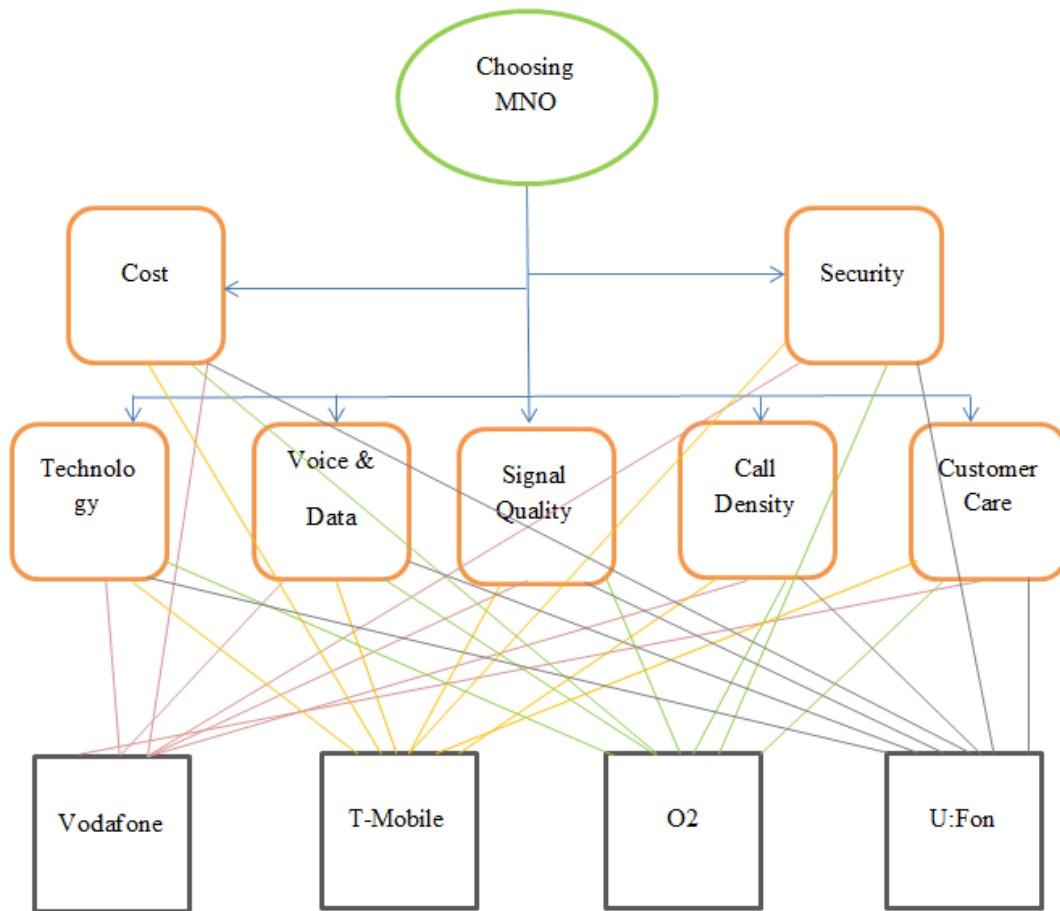 Choosing
MNO
Cost
Security
Technolo
gy
Voice &
Data
Signal
Quality
Call
Density
Customer
Care
Vodafone
T-Mobile
O2
U:Fon